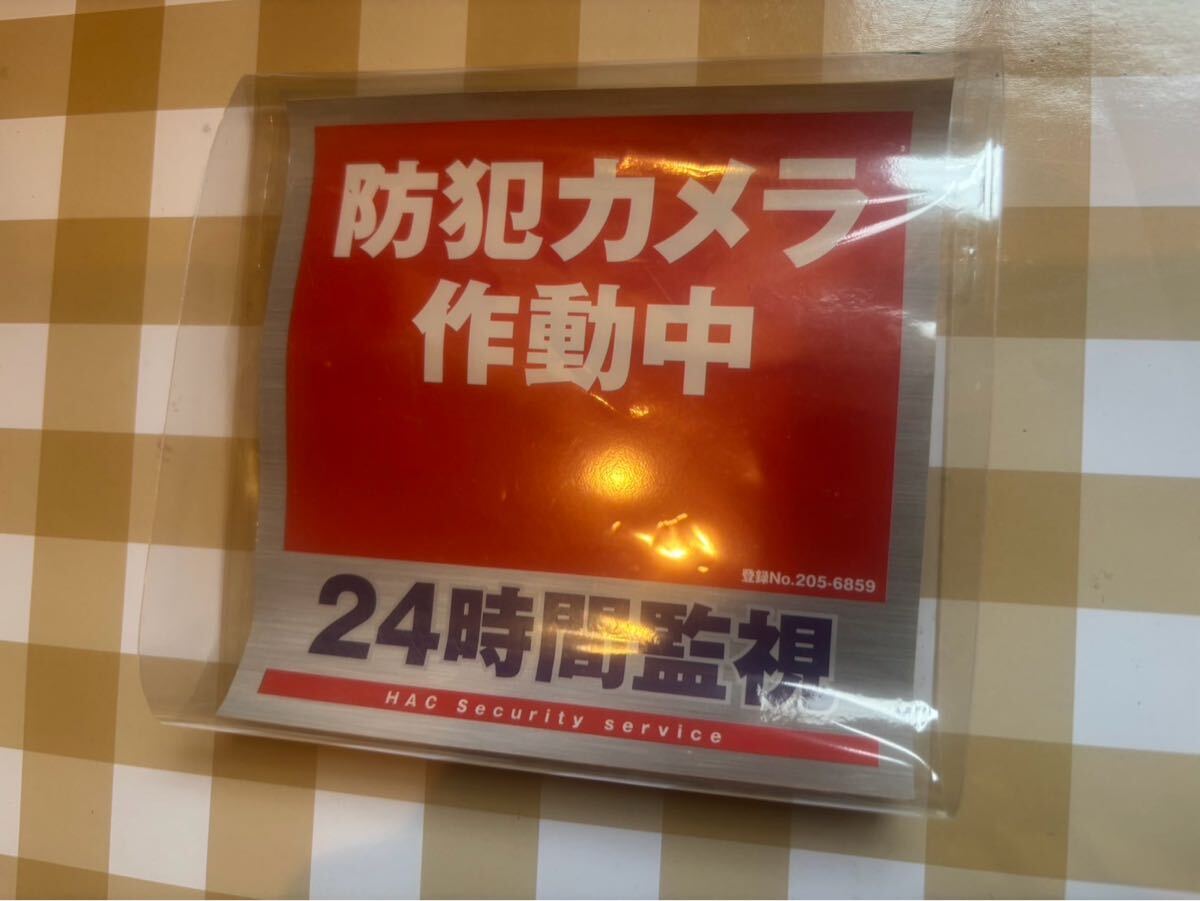 防犯カメラ
作動中
登録No.205-6859
24時間監視
HAC Security service